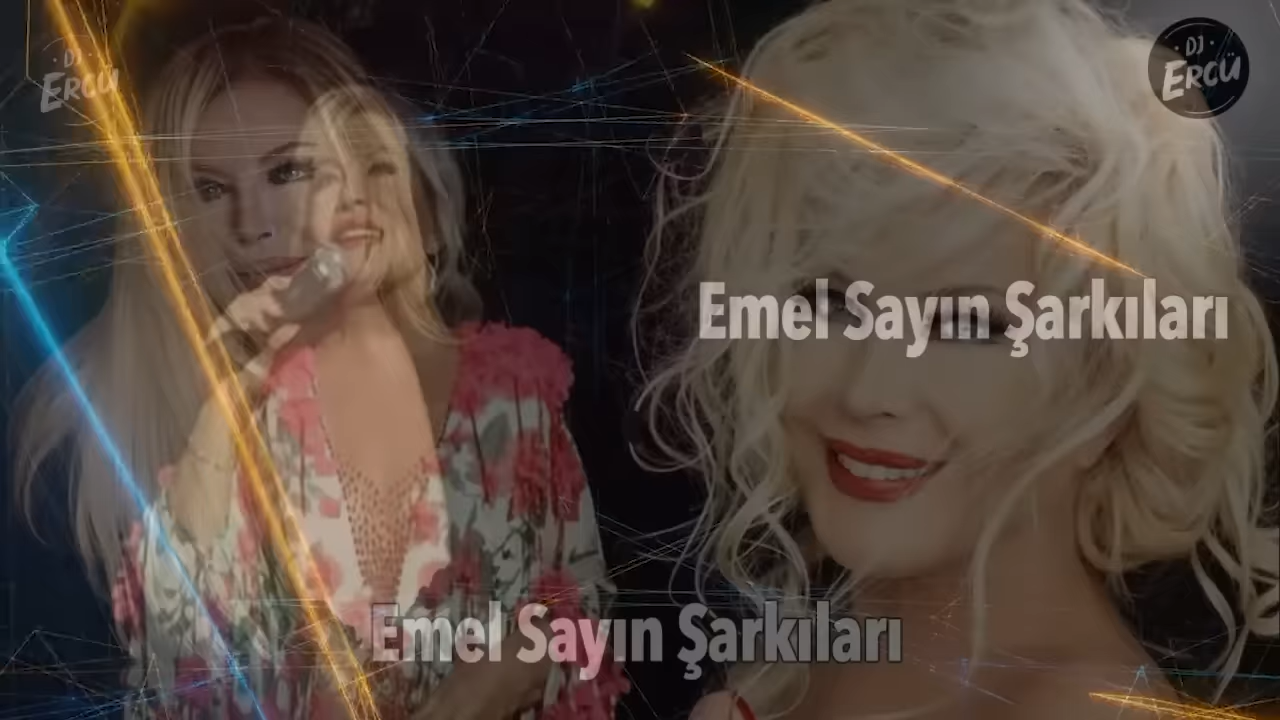 DJ
ERCÜ
DJ
ERCÜ
Emel Sayın Şarkıları
Emel Sayın Şarkıları